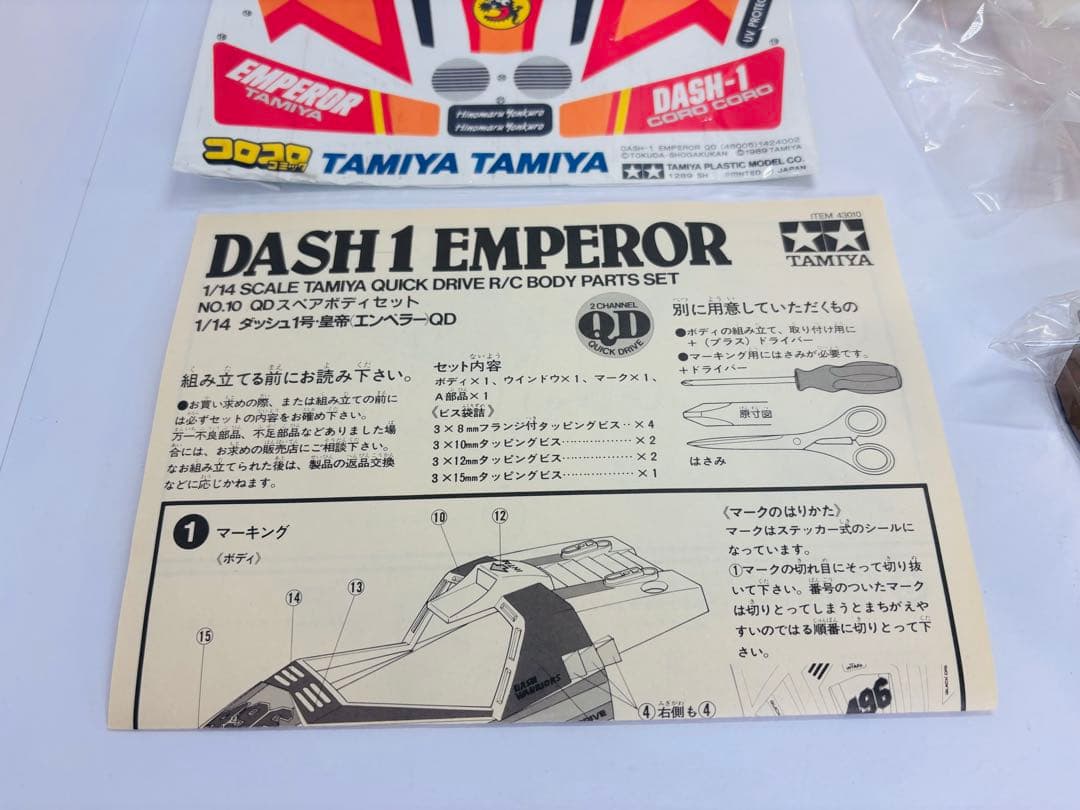 UV PROTEC
EMPEROR
TAMIYA
DASH-1
CORO CORO
Hinomaru Yonkuro
Hinomaru Yonkuro
コロコロ
コミック
TAMIYA TAMIYA
DASH-1 EMPEROR QD (48005) 1424002
©TOKUDA-SHOGAKUKAN ©1989 TAMIYA
TAMIYA PLASTIC MODEL CO.
1289 SH PRINTED IN JAPAN
ITEM 43010
DASH 1 EMPEROR
TAMIYA
1/14 SCALE TAMIYA QUICK DRIVE R/C BODY PARTS SET
NO.10 QDスペアボディセット
1/14 ダッシュ1号・皇帝〈エンペラー〉QD
2 CHANNEL
QD
QUICK DRIVE
組み立てる前にお読み下さい。
●お買い求めの際、または組み立ての前に
は必ずセットの内容をお確め下さい。
万一不良部品、不足部品などありました場
合には、お求めの販売店にご相談下さい。
なお組み立てられた後は、製品の返品交換
などに応じかねます。
セット内容
ボディ×1、ウインドウ×1、マーク×1、
A部品×1
《ビス袋詰》
3×8mmフランジ付タッピングビス‥×4
3×10mmタッピングビス…………×2
3×12mmタッピングビス…………×2
3×15mmタッピングビス…………×1
別に用意していただくもの
●ボディの組み立て、取り付け用に
＋（プラス）ドライバー
●マーキング用にはさみが必要です。
＋ドライバー
原寸図
はさみ
1 マーキング
《ボディ》
⑩
⑫
⑬
⑭
⑮
DASH
WARRIORS
④右側も④
《マークのはりかた》
マークはステッカー式のシールに
なっています。
①マークの切れ目にそって切り抜
いて下さい。番号のついたマーク
は切りとってしまうとまちがえや
すいのではる順番に切りとって下
さい。
496